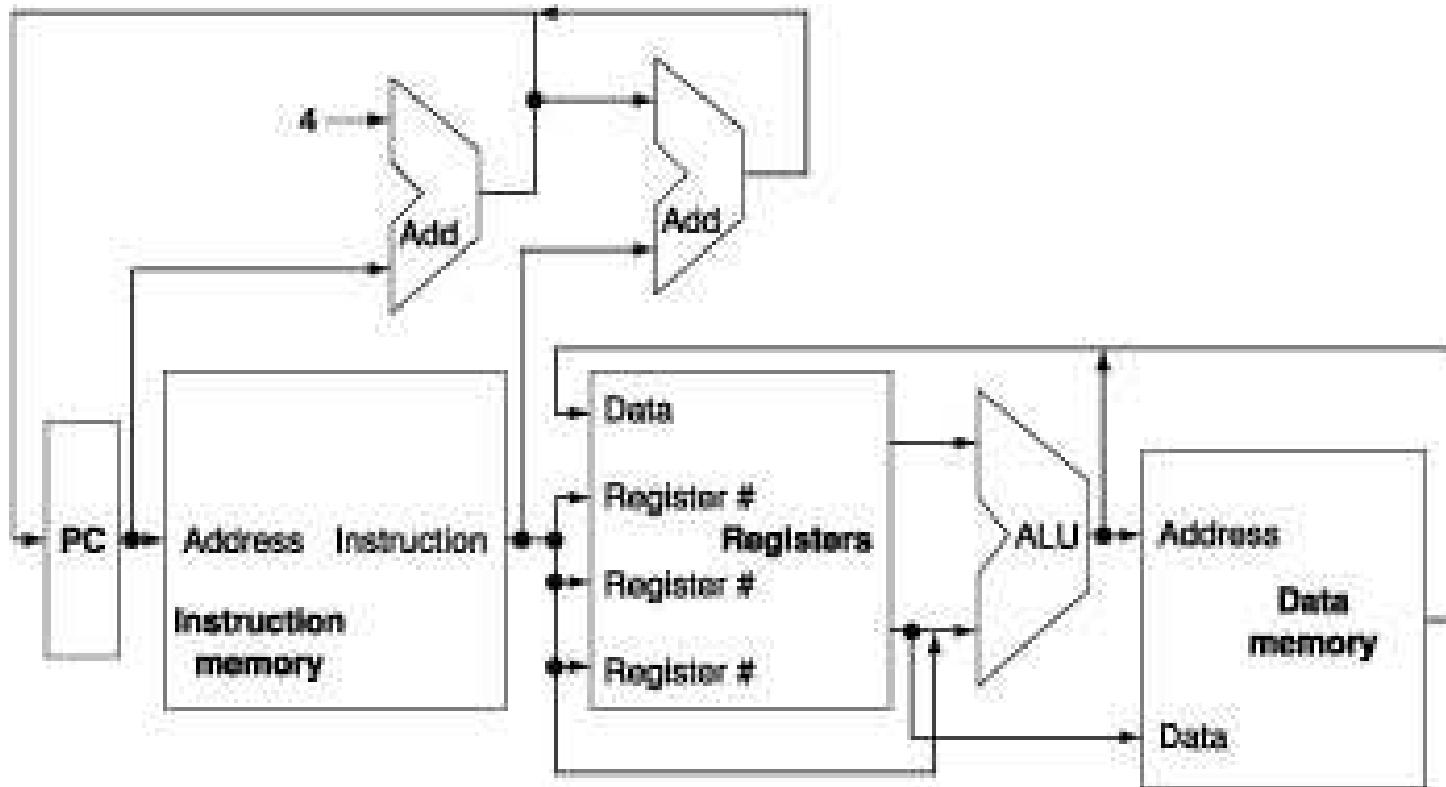 4
Add
Add
PC
Address
Instruction
Instruction
memory
Data
Register #
Registers
Register #
Register #
ALU
Address
Data
memory
Data